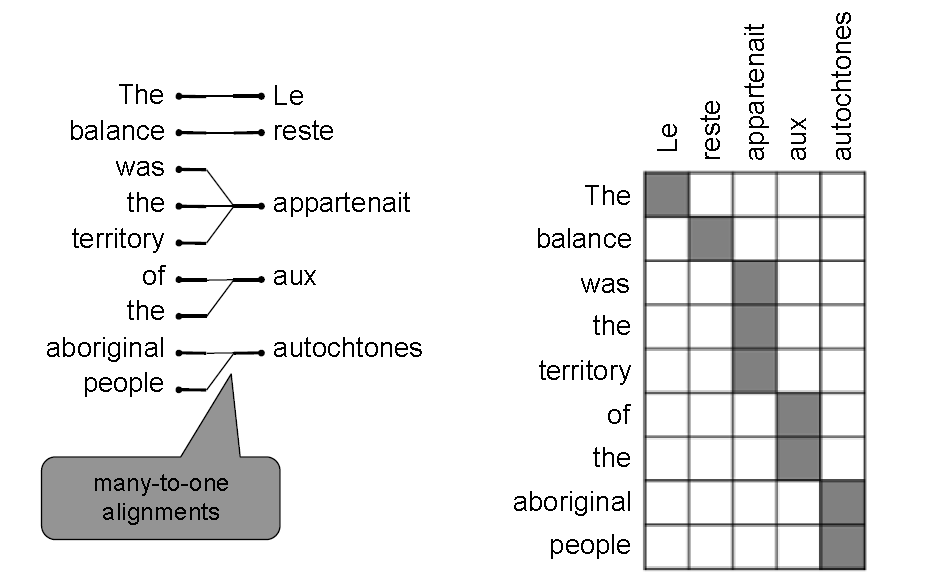 The Le
balance reste
was
the appartenait
territory
of aux
the
aboriginal autochtones
people
many-to-one
alignments
Le
reste
appartenait
aux
autochtones
The
balance
was
the
territory
of
the
aboriginal
people